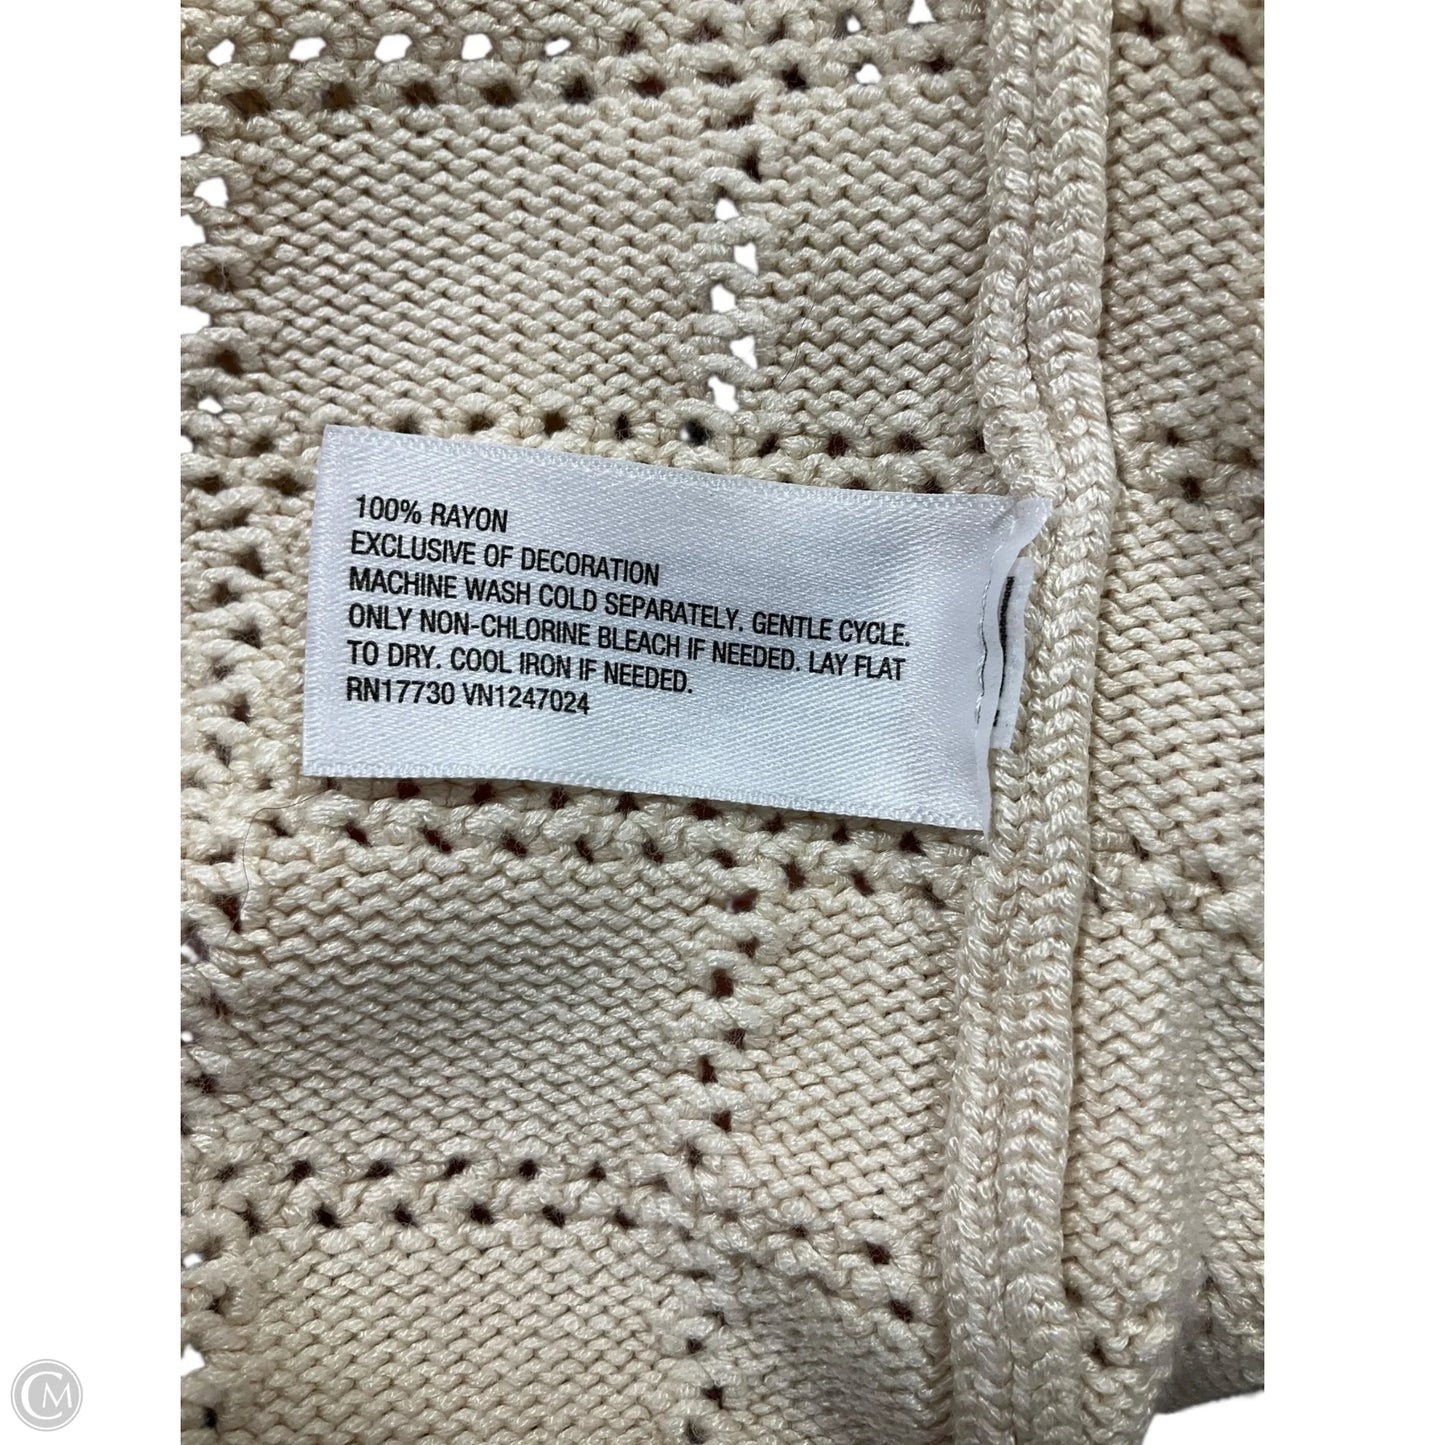 100% RAYON
EXCLUSIVE OF DECORATION
MACHINE WASH COLD SEPARATELY. GENTLE CYCLE.
ONLY NON-CHLORINE BLEACH IF NEEDED. LAY FLAT
TO DRY. COOL IRON IF NEEDED.
RN17730 VN1247024
CM